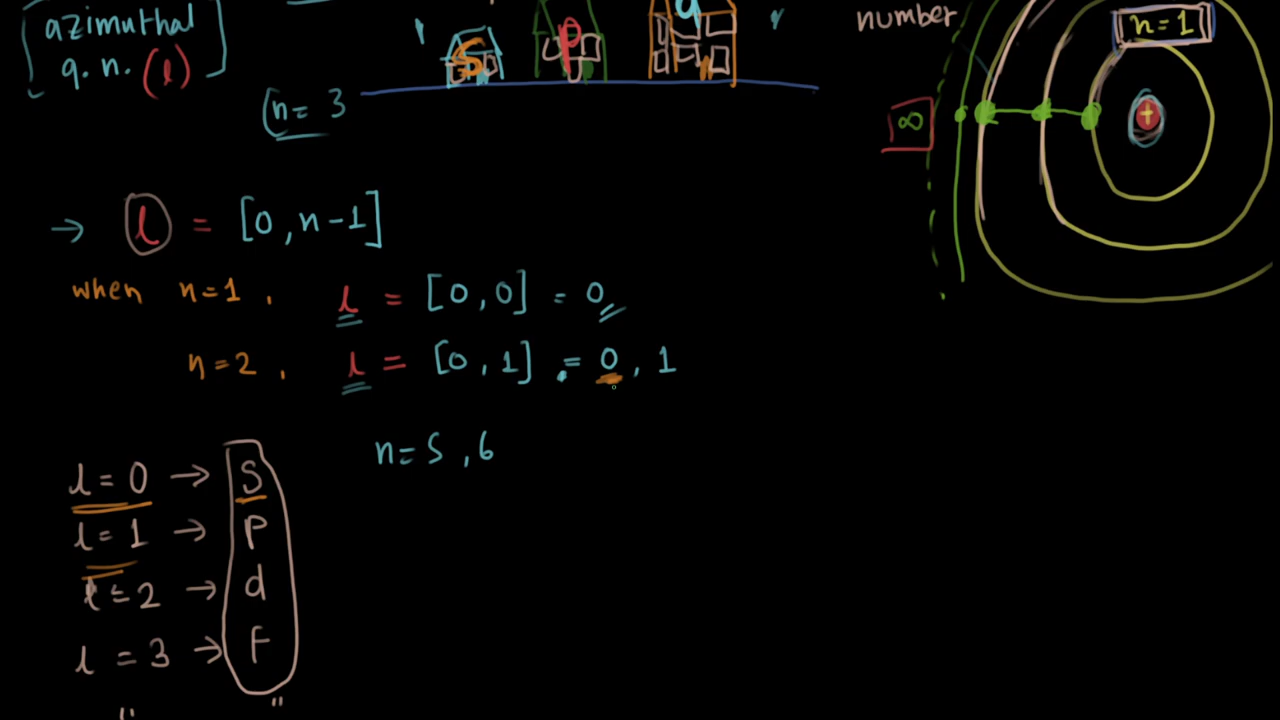 azimuthal
q. n. (l)
S
p
n = 3
number
n = 1
∞
+
→ l = [0, n-1]
when n=1, l = [0, 0] = 0
n=2, l = [0, 1] = 0, 1
n= 5, 6
l = 0 → S
l = 1 → P
l = 2 → d
l = 3 → F
" "